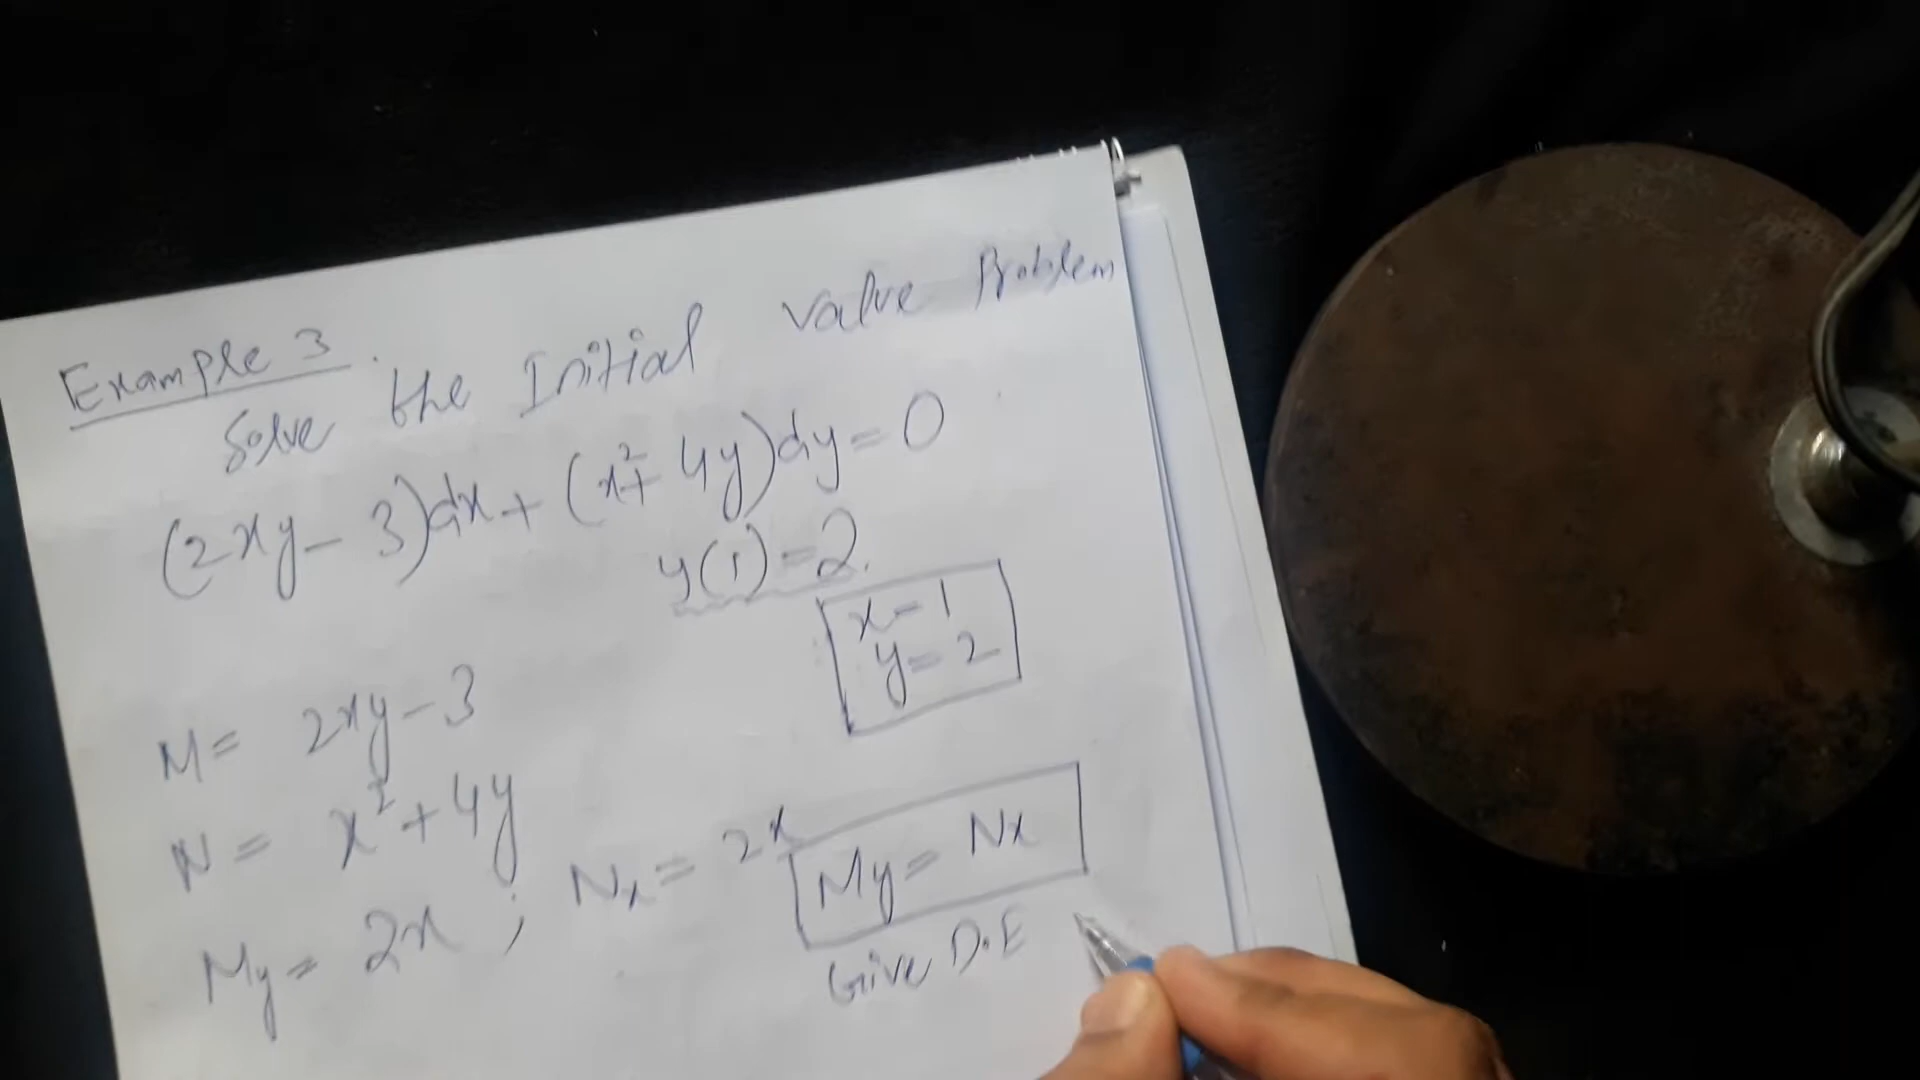 Example 3.
Solve the Initial Value Problem
(2xy - 3)dx + (x² + 4y)dy = 0
y(1) = 2.
x = 1
y = 2
M = 2xy - 3
N = x² + 4y
My = 2x ; Nx = 2x
My = Nx
Give D.E